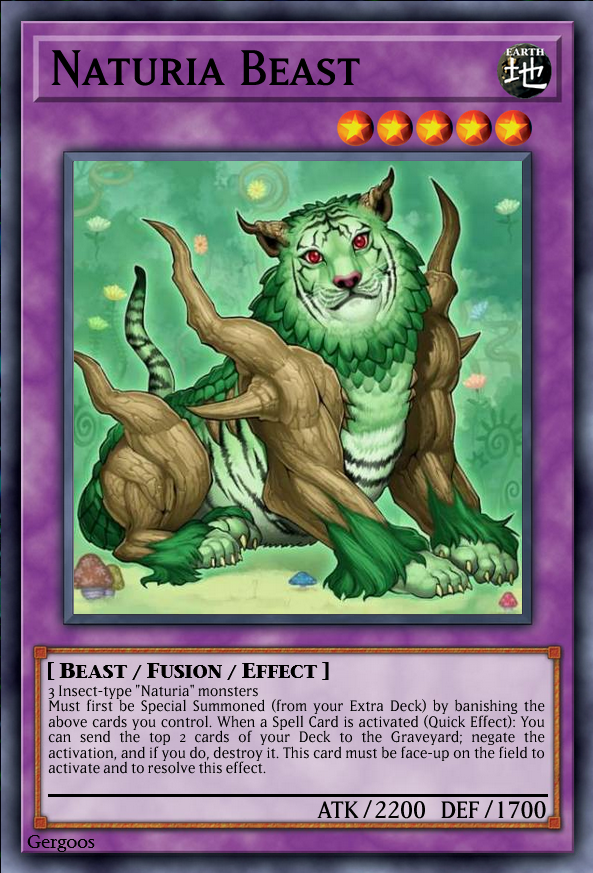 Naturia Beast
EARTH
地
[ Beast / Fusion / Effect ]
3 Insect-type "Naturia" monsters
Must first be Special Summoned (from your Extra Deck) by banishing the
above cards you control. When a Spell Card is activated (Quick Effect): You
can send the top 2 cards of your Deck to the Graveyard; negate the
activation, and if you do, destroy it. This card must be face-up on the field to
activate and to resolve this effect.
ATK/2200 DEF/1700
Gergoos